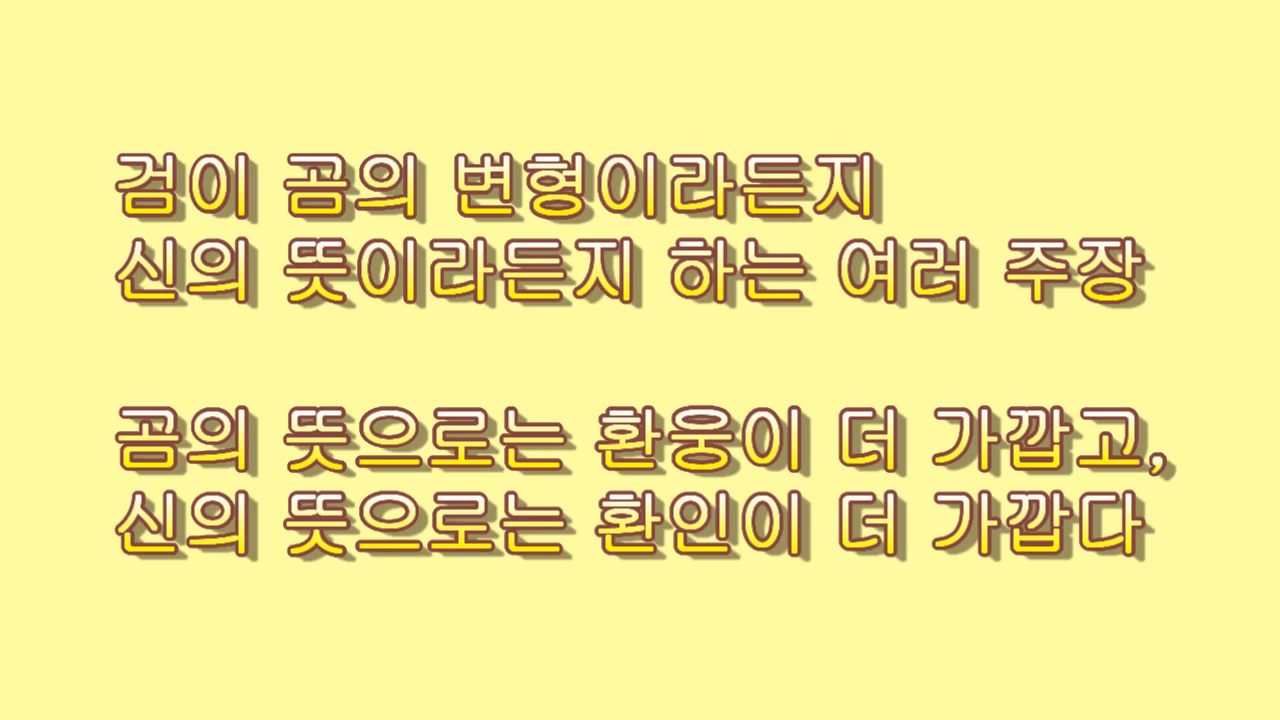 검이 곰의 변형이라든지
신의 뜻이라든지 하는 여러 주장
곰의 뜻으로는 환웅이 더 가깝고,
신의 뜻으로는 환인이 더 가깝다